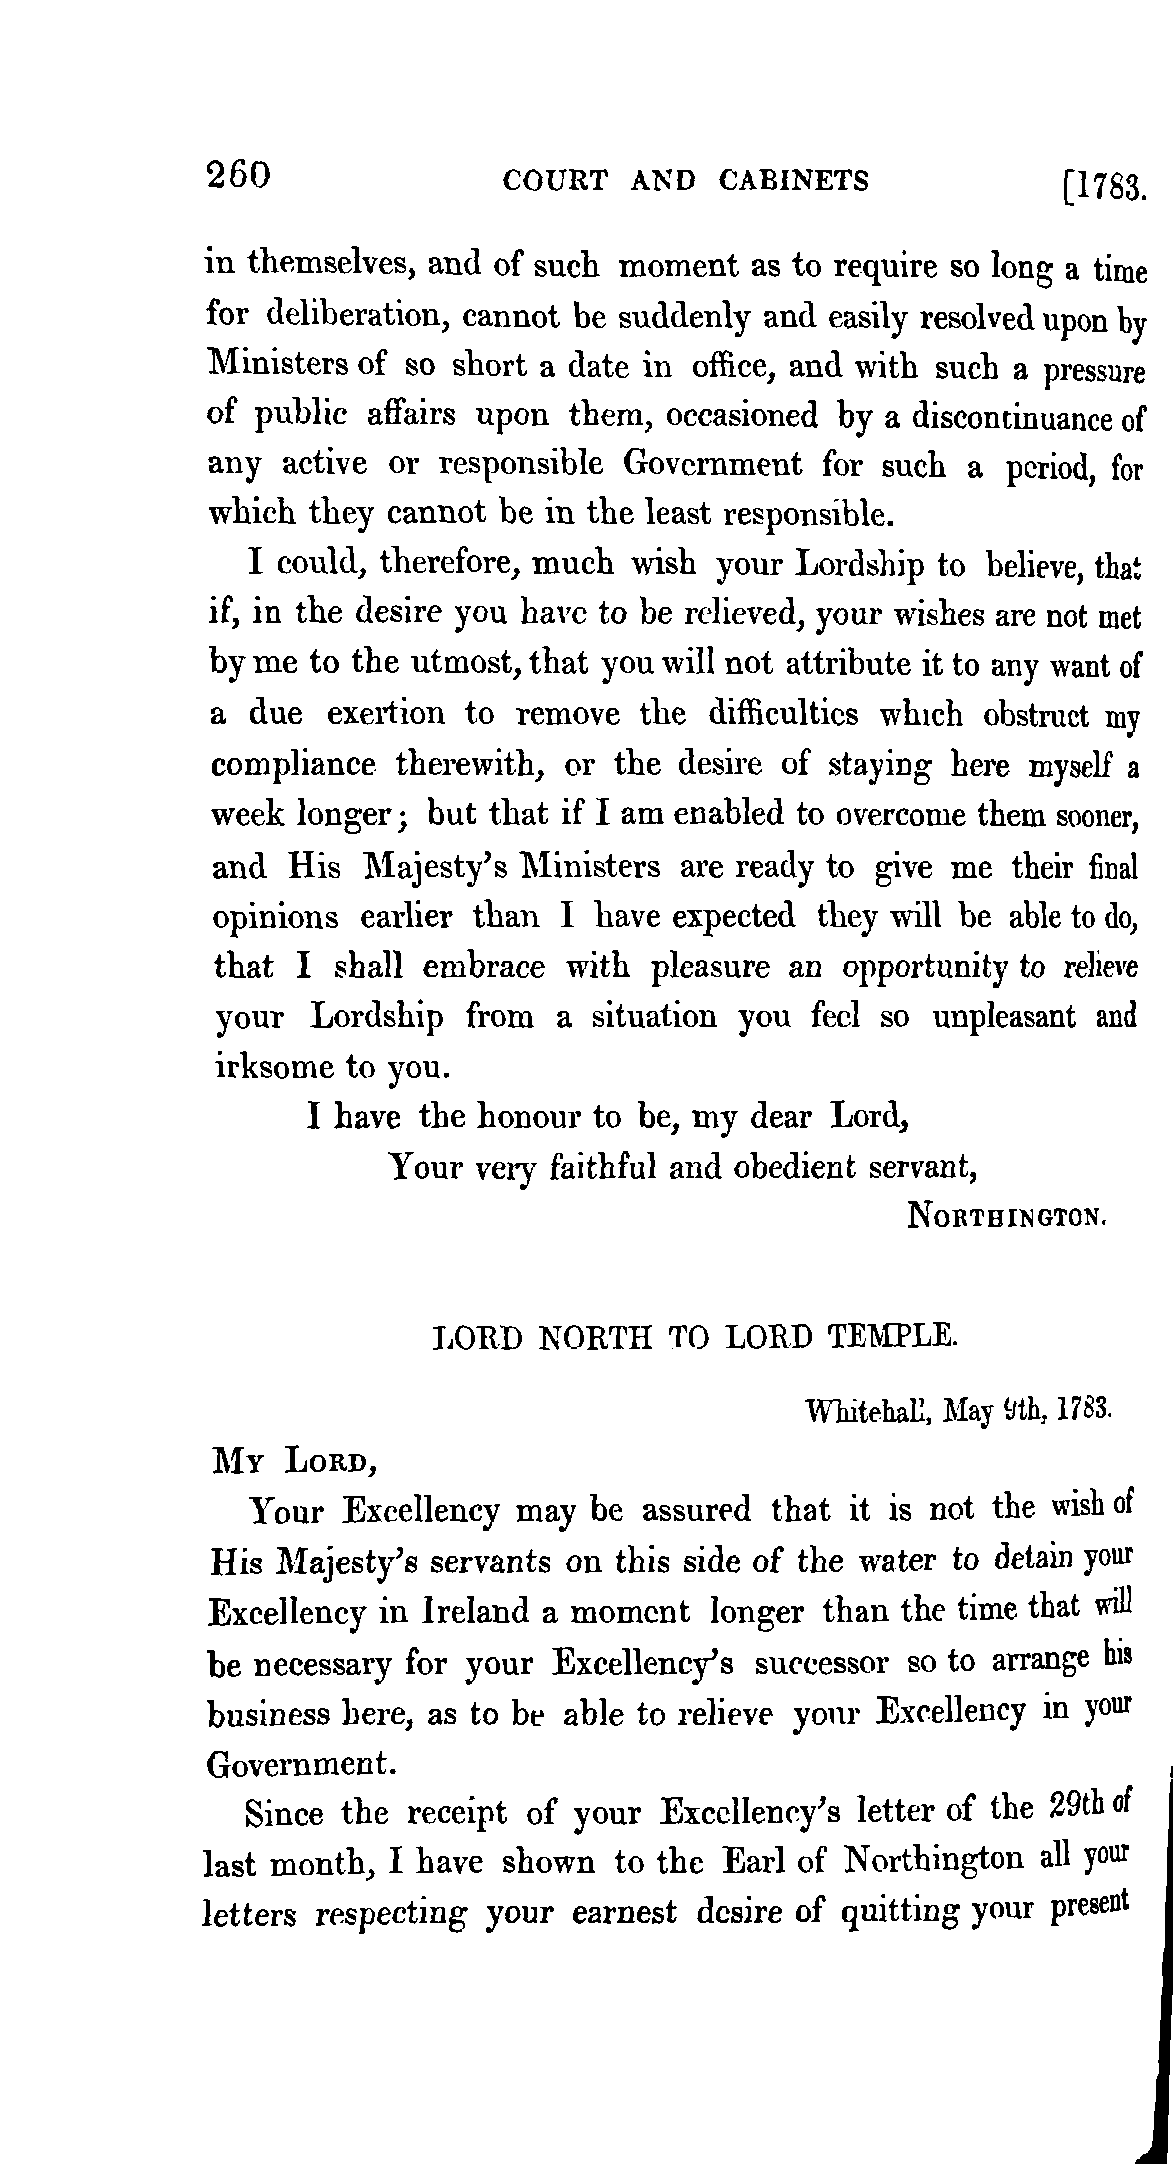 260 COURT AND CABINETS [1783.
in themselves, and of such moment as to require so long a time
for deliberation, cannot be suddenly and easily resolved upon by
Ministers of so short a date in office, and with such a pressure
of public affairs upon them, occasioned by a discontinuance of
any active or responsible Government for such a period, for
which they cannot be in the least responsible.
I could, therefore, much wish your Lordship to believe, that
if, in the desire you have to be relieved, your wishes are not met
by me to the utmost, that you will not attribute it to any want of
a due exertion to remove the difficulties which obstruct my
compliance therewith, or the desire of staying here myself a
week longer; but that if I am enabled to overcome them sooner,
and His Majesty's Ministers are ready to give me their final
opinions earlier than I have expected they will be able to do,
that I shall embrace with pleasure an opportunity to relieve
your Lordship from a situation you feel so unpleasant and
irksome to you.
I have the honour to be, my dear Lord,
Your very faithful and obedient servant,
NORTHINGTON.
LORD NORTH TO LORD TEMPLE.
Whitehall, May 9th, 1783.
MY LORD,
Your Excellency may be assured that it is not the wish of
His Majesty's servants on this side of the water to detain your
Excellency in Ireland a moment longer than the time that will
be necessary for your Excellency's successor so to arrange his
business here, as to be able to relieve your Excellency in your
Government.
Since the receipt of your Excellency's letter of the 29th of
last month, I have shown to the Earl of Northington all your
letters respecting your earnest desire of quitting your present